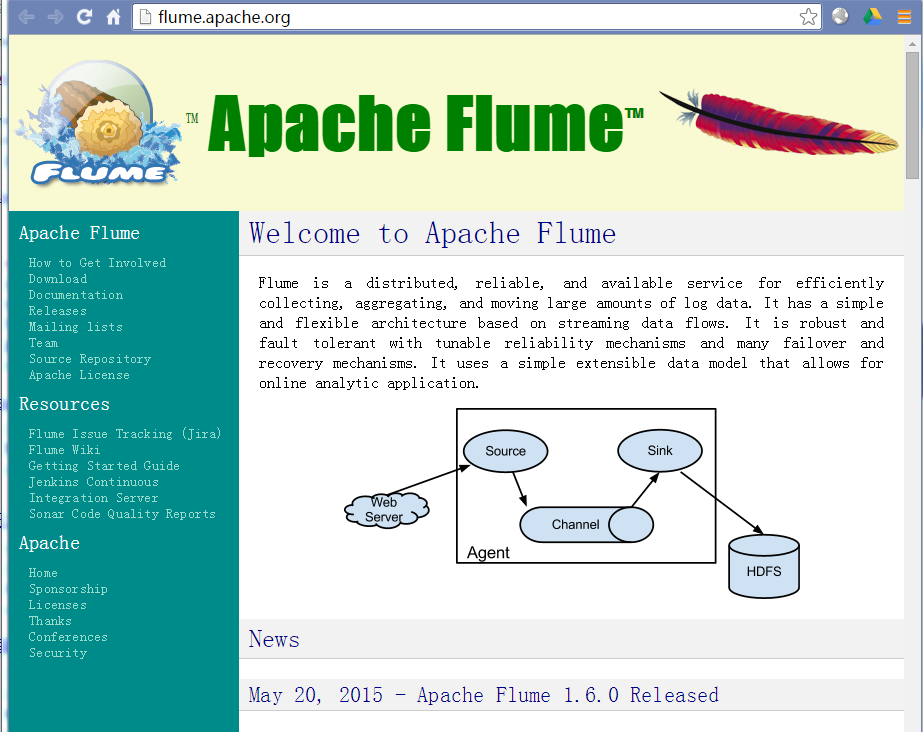 flume.apache.org
FLUME
TM
Apache Flume™
Apache Flume
How to Get Involved
Download
Documentation
Releases
Mailing lists
Team
Source Repository
Apache License
Resources
Flume Issue Tracking (Jira)
Flume Wiki
Getting Started Guide
Jenkins Continuous
Integration Server
Sonar Code Quality Reports
Apache
Home
Sponsorship
Licenses
Thanks
Conferences
Security
Welcome to Apache Flume
Flume is a distributed, reliable, and available service for efficiently
collecting, aggregating, and moving large amounts of log data. It has a simple
and flexible architecture based on streaming data flows. It is robust and
fault tolerant with tunable reliability mechanisms and many failover and
recovery mechanisms. It uses a simple extensible data model that allows for
online analytic application.
Source
Sink
Web
Server
Channel
Agent
HDFS
News
May 20, 2015 - Apache Flume 1.6.0 Released